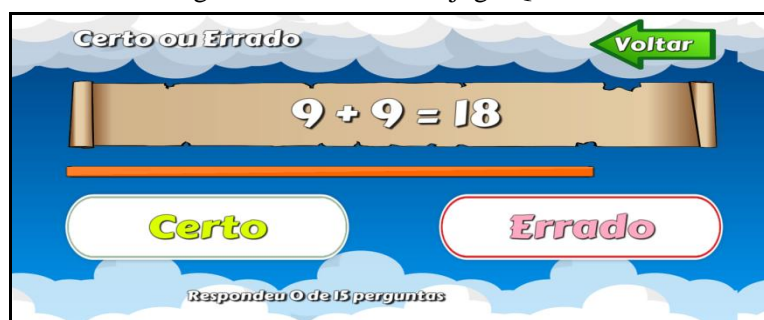 Certo ou Errado
Voltar
9 + 9 = 18
Certo
Errado
Respondeu 0 de 15 perguntas